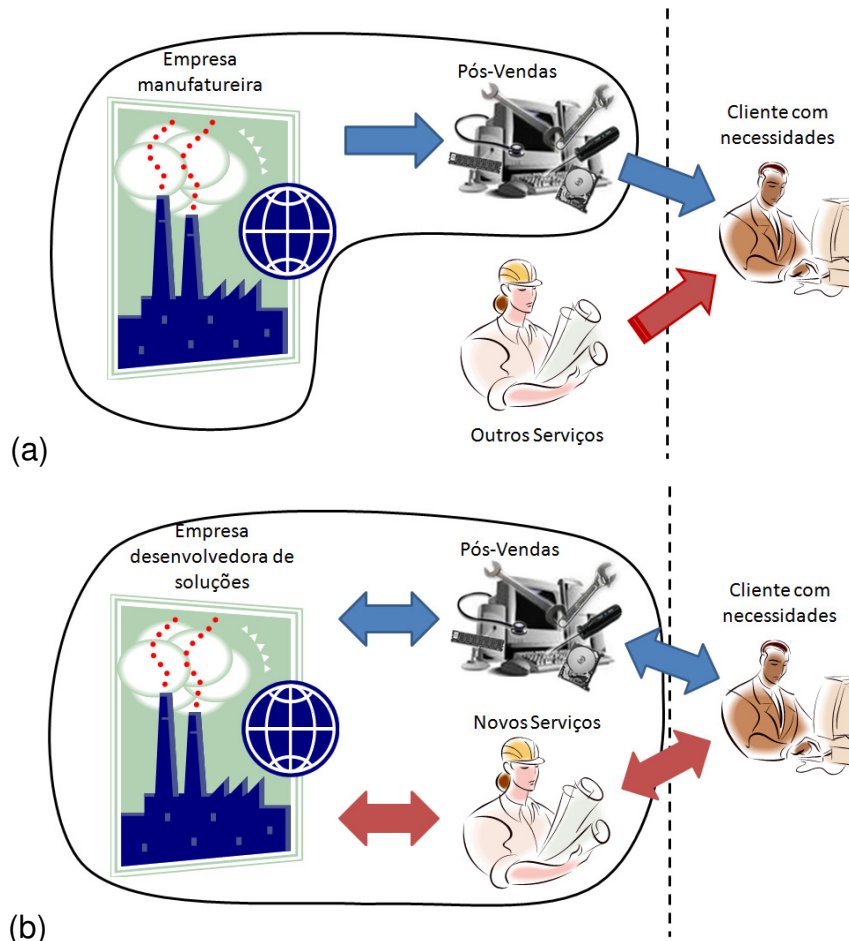 Empresa
manufatureira
Pós-Vendas
Cliente com
necessidades
Outros Serviços
(a)
Empresa
desenvolvedora de
soluções
Pós-Vendas
Cliente com
necessidades
Novos Serviços
(b)